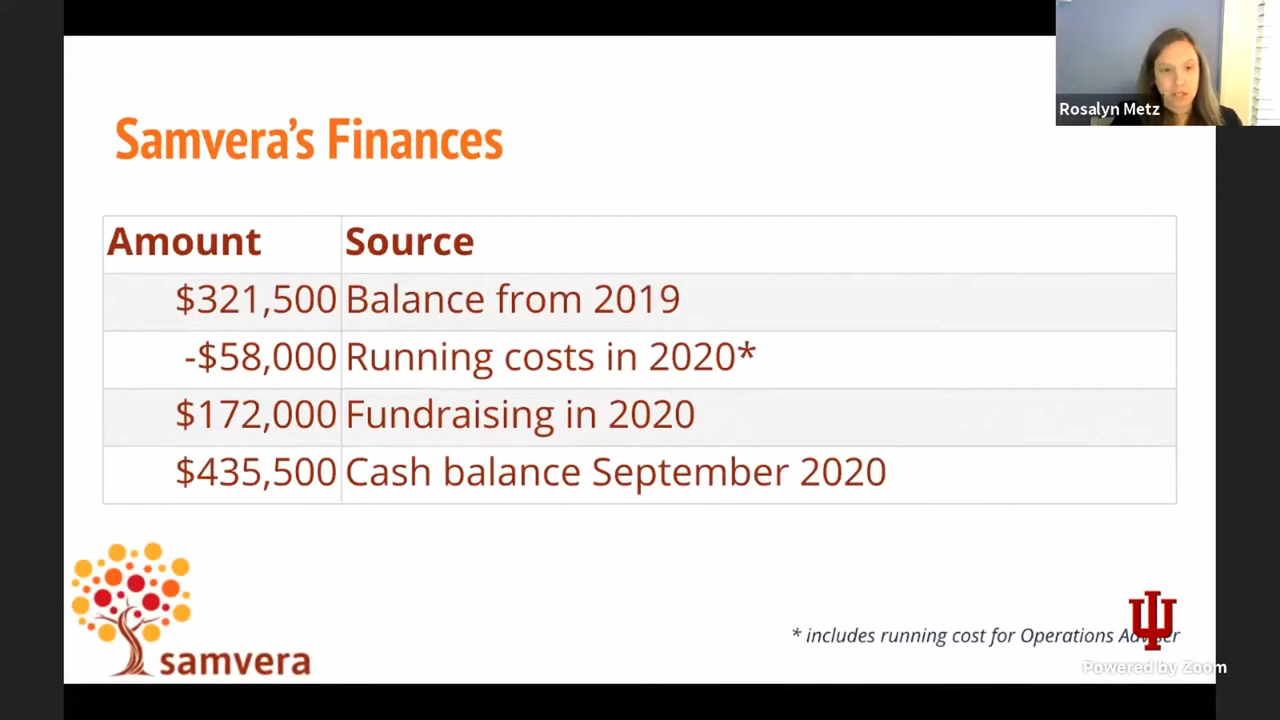 Rosalyn Metz
Samvera's Finances
Amount Source
$321,500 Balance from 2019
-$58,000 Running costs in 2020*
$172,000 Fundraising in 2020
$435,500 Cash balance September 2020
samvera
* includes running cost for Operations Adviser
Powered by Zoom